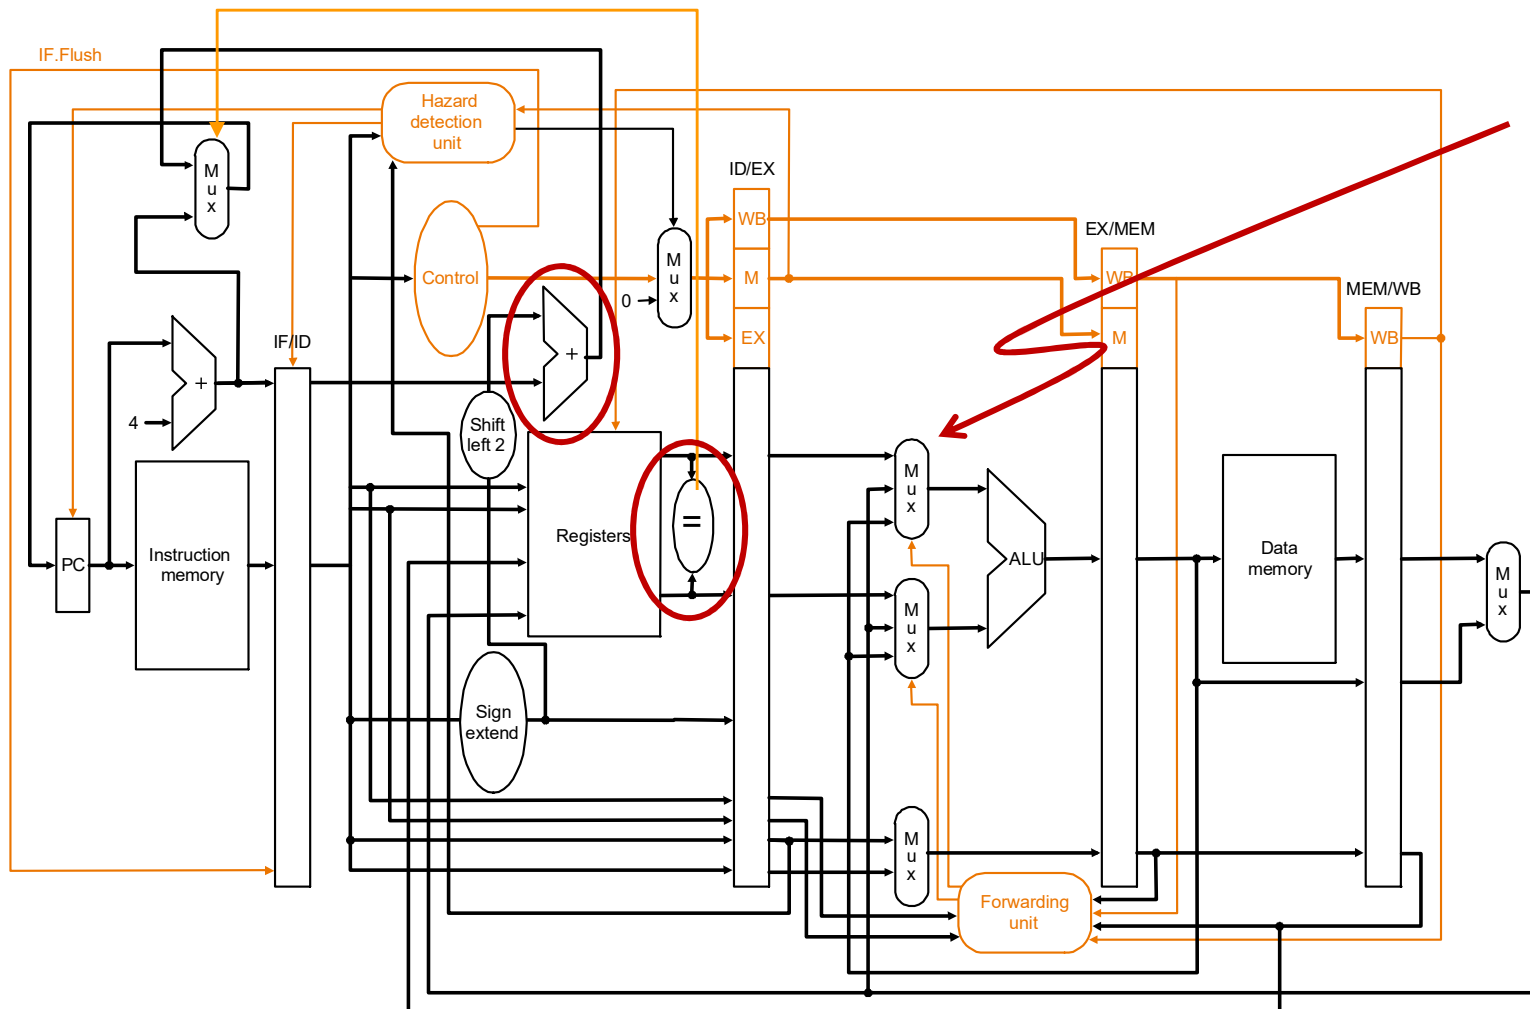 IF.Flush
Hazard
detection
unit
M
u
x
ID/EX
WB
EX/MEM
Control
M
u
x
M
WB
0
MEM/WB
IF/ID
EX
M
WB
+
+
4
Shift
left 2
M
u
x
=
Registers
PC
Instruction
memory
ALU
Data
memory
M
u
x
M
u
x
Sign
extend
M
u
x
Forwarding
unit